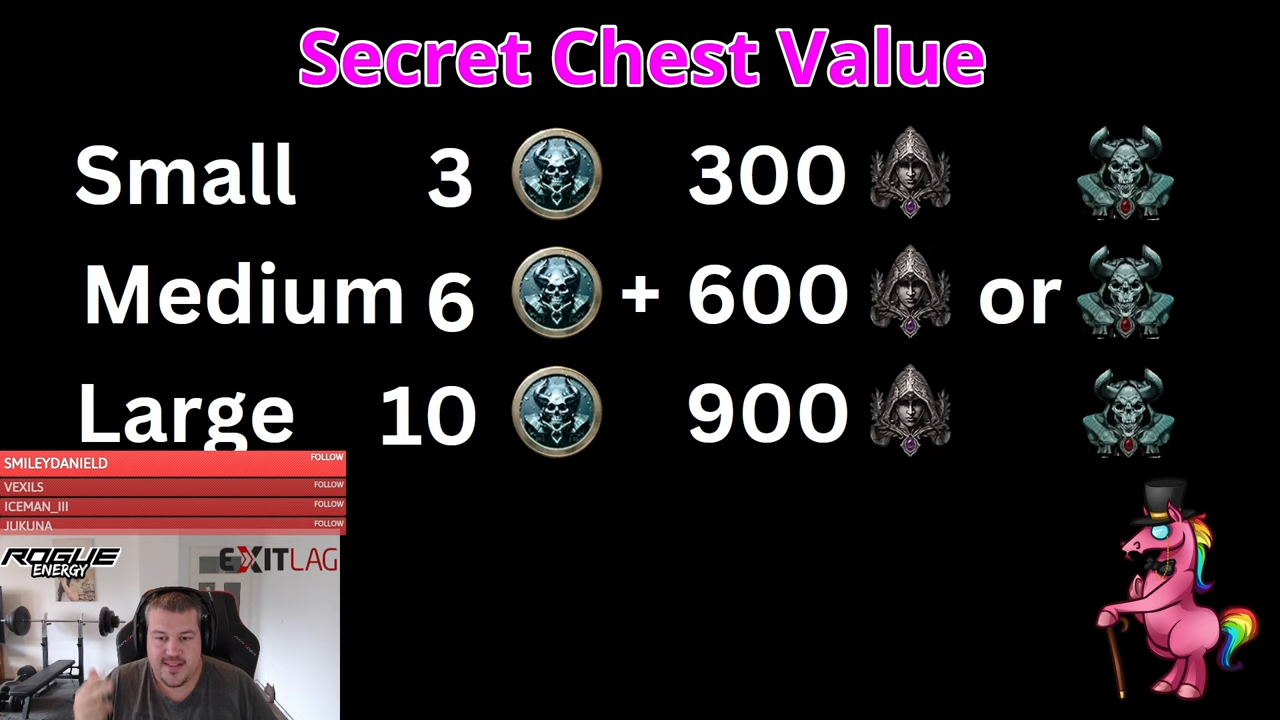 Secret Chest Value
Small 3 300
Medium 6 + 600 or
Large 10 900
SMILEYDANIELD FOLLOW
VEXILS FOLLOW
ICEMAN_III FOLLOW
JUKUNA FOLLOW
ROGUE
ENERGY
EXITLAG